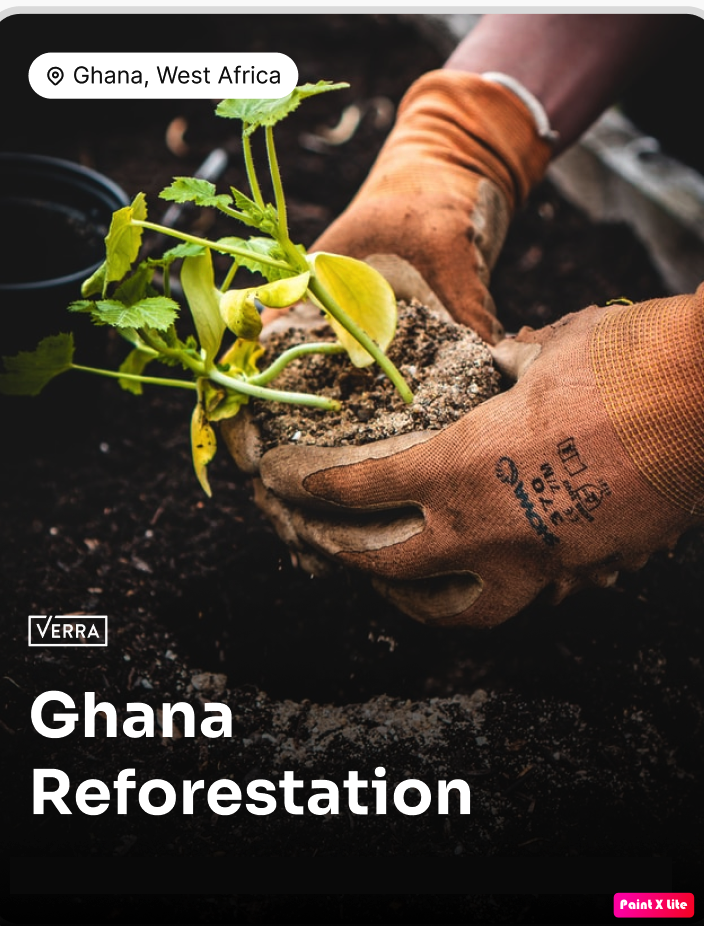 Ghana, West Africa
VERRA
Ghana
Reforestation
Paint X Lite